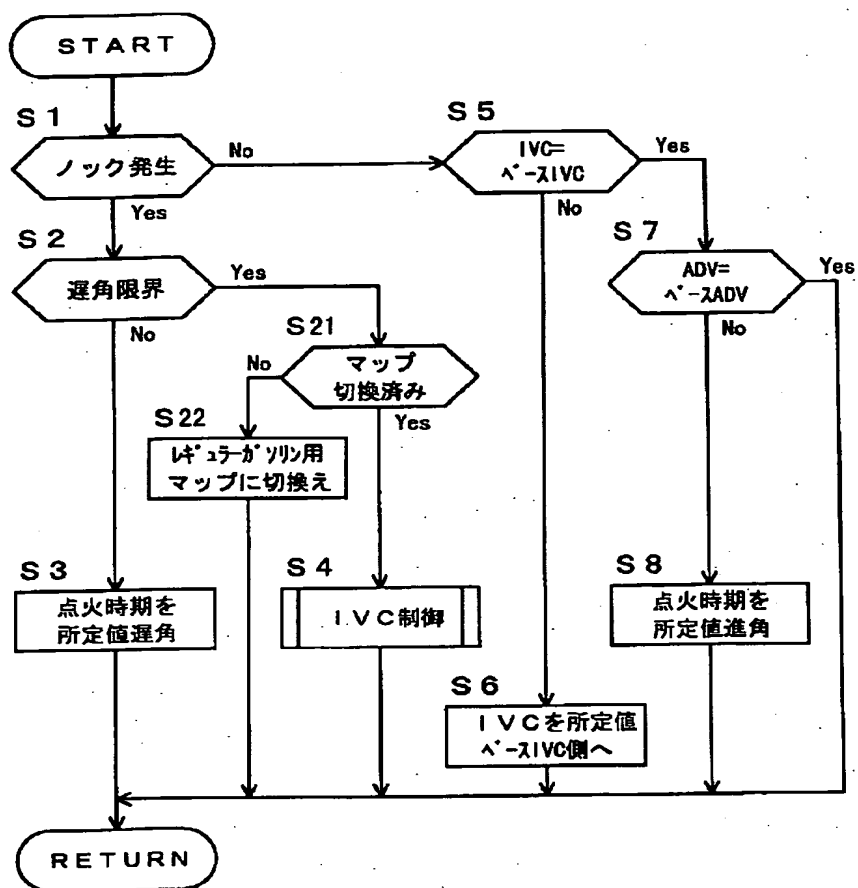 START
S1
ノック発生
No
Yes
S5
IVC=
ベースIVC
Yes
No
S2
遅角限界
Yes
No
S7
ADV=
ベースADV
Yes
No
S21
マップ
切換済み
No
Yes
S22
レギュラーガソリン用
マップに切換え
S3
点火時期を
所定値遅角
S4
IVC制御
S8
点火時期を
所定値進角
S6
IVCを所定値
ベースIVC側へ
RETURN